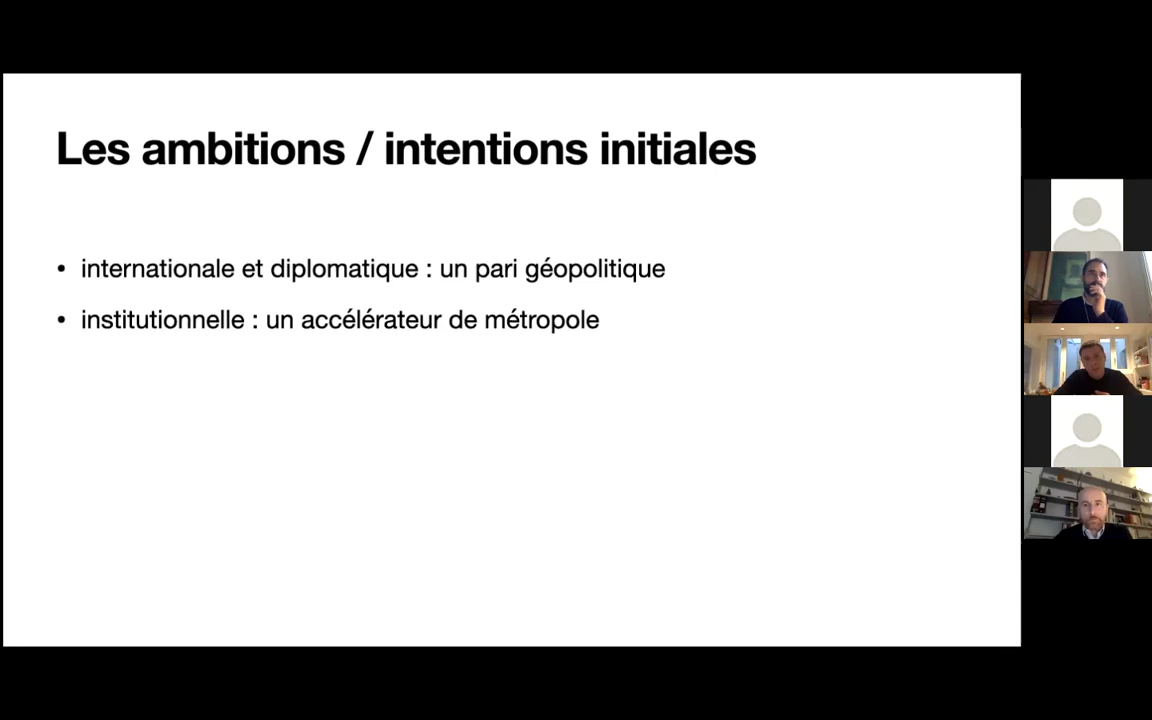 Les ambitions / intentions initiales
• internationale et diplomatique : un pari géopolitique
• institutionnelle : un accélérateur de métropole